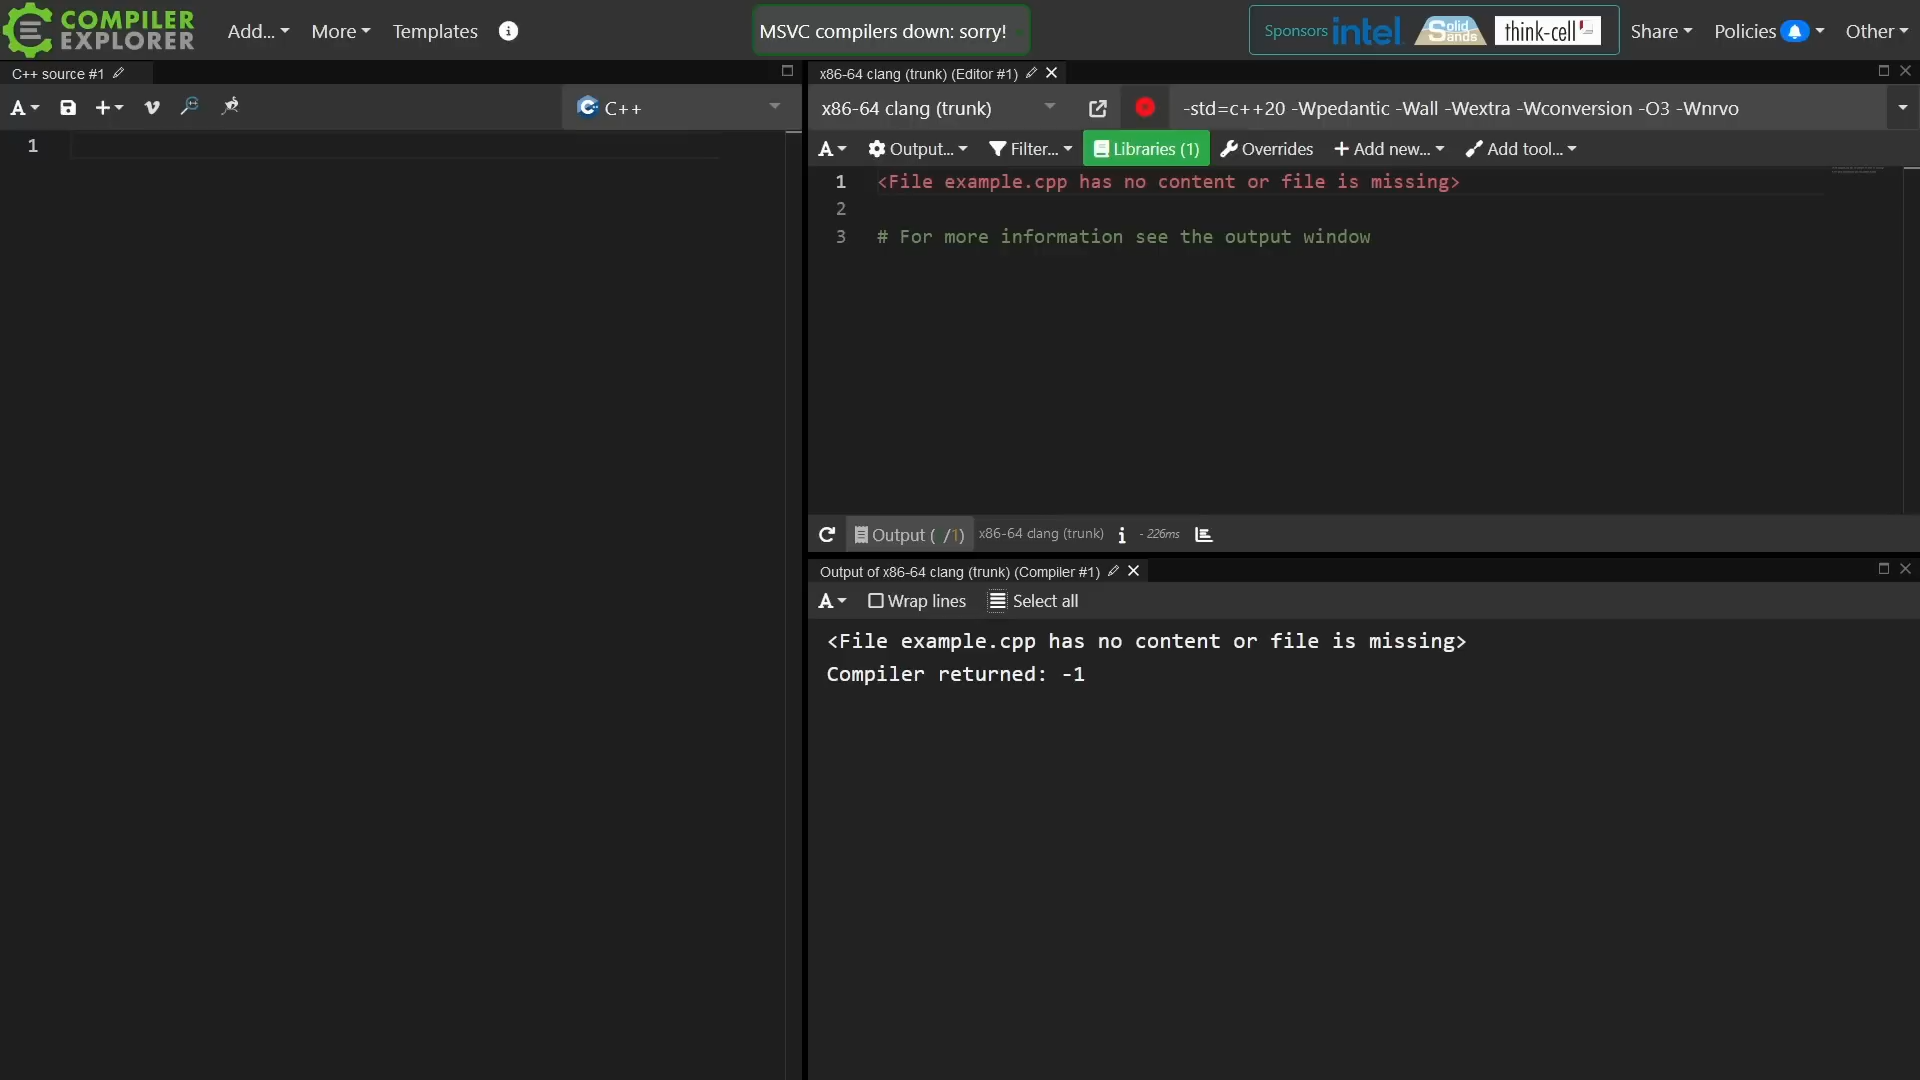 COMPILER
EXPLORER
Add...
More
Templates
MSVC compilers down: sorry!
Sponsors
intel
Solid
Sands
think-cell
Share
Policies
Other
C++ source #1
A
C++
1
x86-64 clang (trunk) (Editor #1)
x86-64 clang (trunk)
-std=c++20 -Wpedantic -Wall -Wextra -Wconversion -O3 -Wnrvo
A
Output...
Filter...
Libraries (1)
Overrides
Add new...
Add tool...
1 <File example.cpp has no content or file is missing>
2
3 # For more information see the output window
Output ( /1)
x86-64 clang (trunk)
- 226ms
Output of x86-64 clang (trunk) (Compiler #1)
A
Wrap lines
Select all
<File example.cpp has no content or file is missing>
Compiler returned: -1